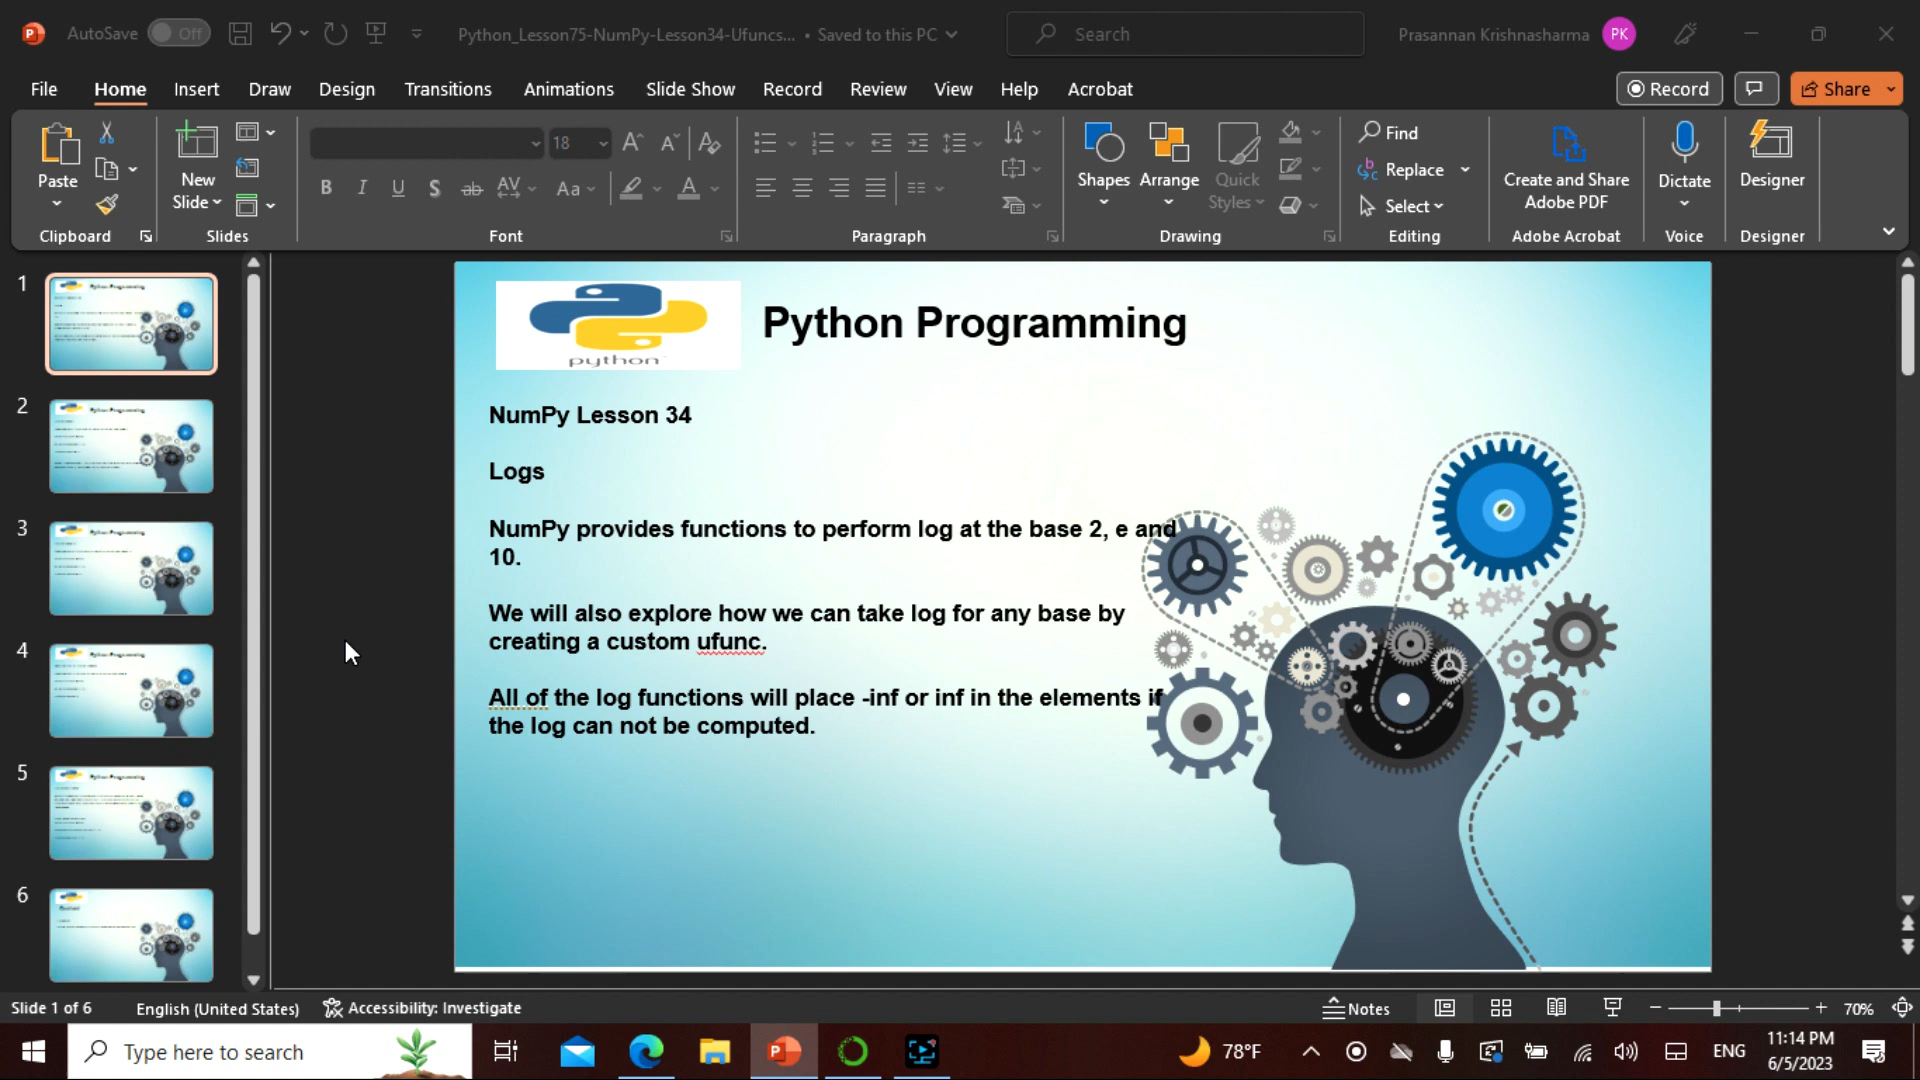 AutoSave Off Python_Lesson75-NumPy-Lesson34-Ufuncs... • Saved to this PC Search Prasannan Krishnasharma PK
File Home Insert Draw Design Transitions Animations Slide Show Record Review View Help Acrobat Record Share
Paste
New
Slide
18
Shapes
Arrange
Quick
Styles
Find
Replace
Select
Create and Share
Adobe PDF
Dictate
Designer
Clipboard Slides Font Paragraph Drawing Editing Adobe Acrobat Voice Designer
1
2
3
4
5
6
python
Python Programming
NumPy Lesson 34
Logs
NumPy provides functions to perform log at the base 2, e and
10.
We will also explore how we can take log for any base by
creating a custom ufunc.
All of the log functions will place -inf or inf in the elements if
the log can not be computed.
Slide 1 of 6 English (United States) Accessibility: Investigate Notes 70%
Type here to search 78°F ENG 11:14 PM
6/5/2023